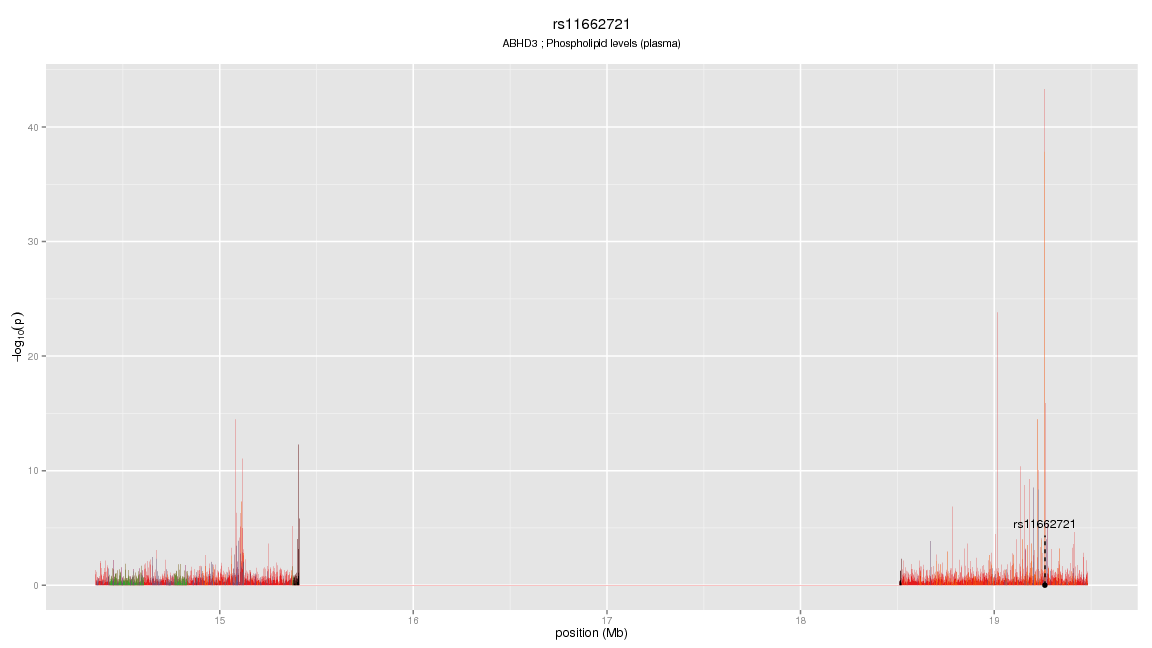 rs11662721
ABHD3 ; Phospholipid levels (plasma)
40
30
20
10
0
−log10(p)
rs11662721
15
16
17
18
19
position (Mb)